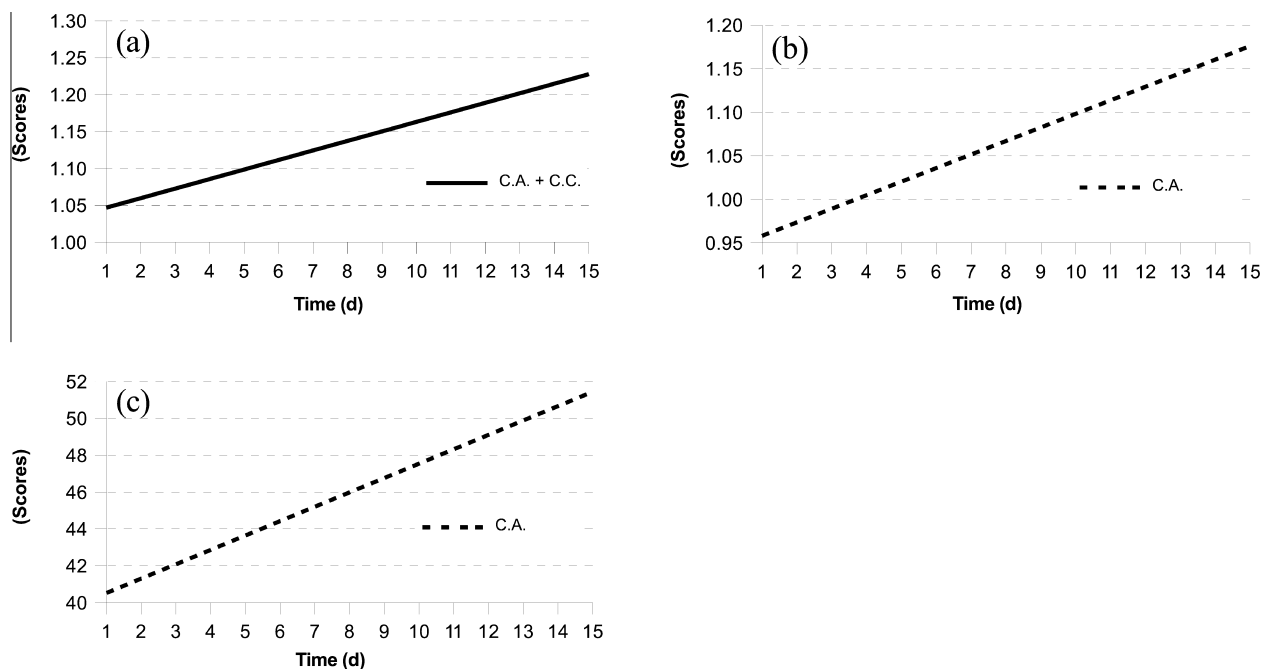 (a)
(Scores)
1.30
1.25
1.20
1.15
1.10
1.05
1.00
C.A. + C.C.
1 2 3 4 5 6 7 8 9 10 11 12 13 14 15
Time (d)
(b)
(Scores)
1.20
1.15
1.10
1.05
1.00
0.95
C.A.
1 2 3 4 5 6 7 8 9 10 11 12 13 14 15
Time (d)
(c)
(Scores)
52
50
48
46
44
42
40
C.A.
1 2 3 4 5 6 7 8 9 10 11 12 13 14 15
Time (d)